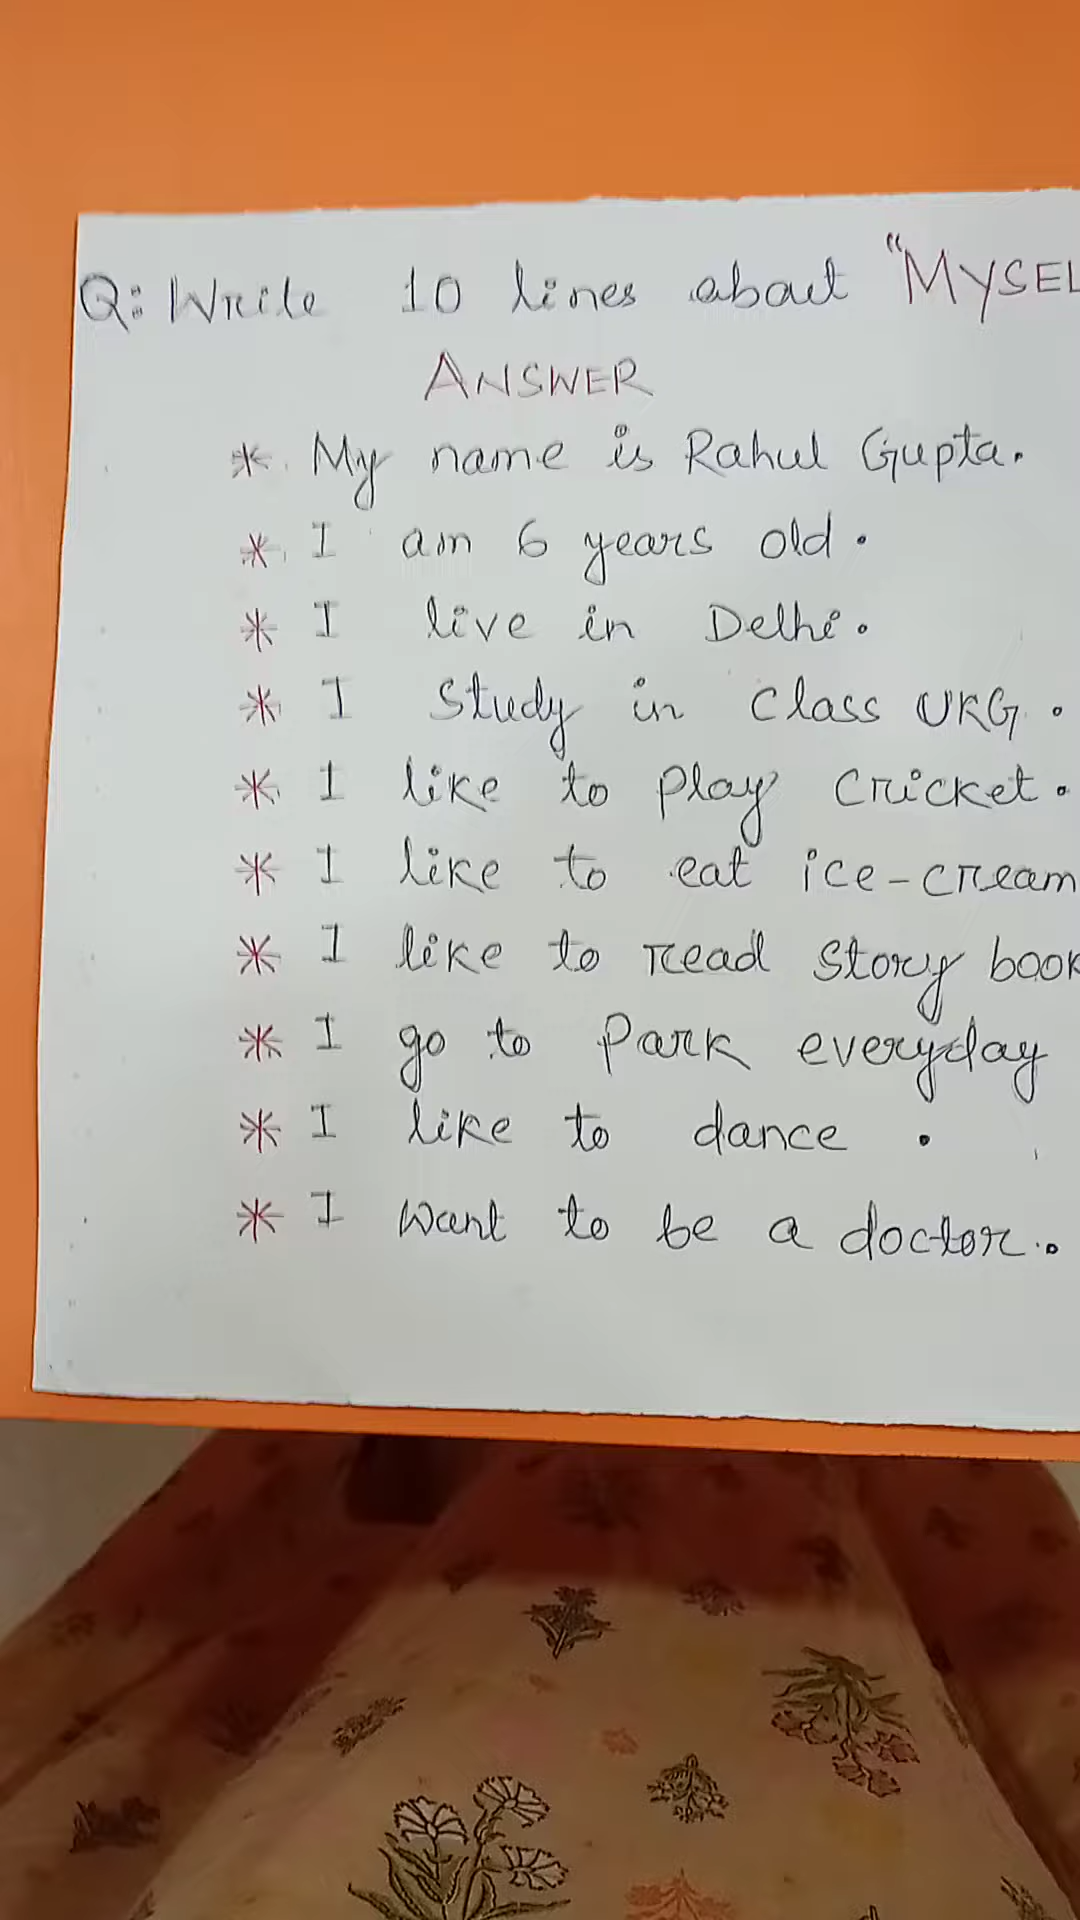 Q: Write 10 lines about "MYSEL
ANSWER
* My name is Rahul Gupta.
* I am 6 years old.
* I live in Delhi.
* I study in class UKG.
* I like to play cricket.
* I like to eat ice-cream
* I like to read story book
* I go to Park everyday
* I like to dance.
* I want to be a doctor.